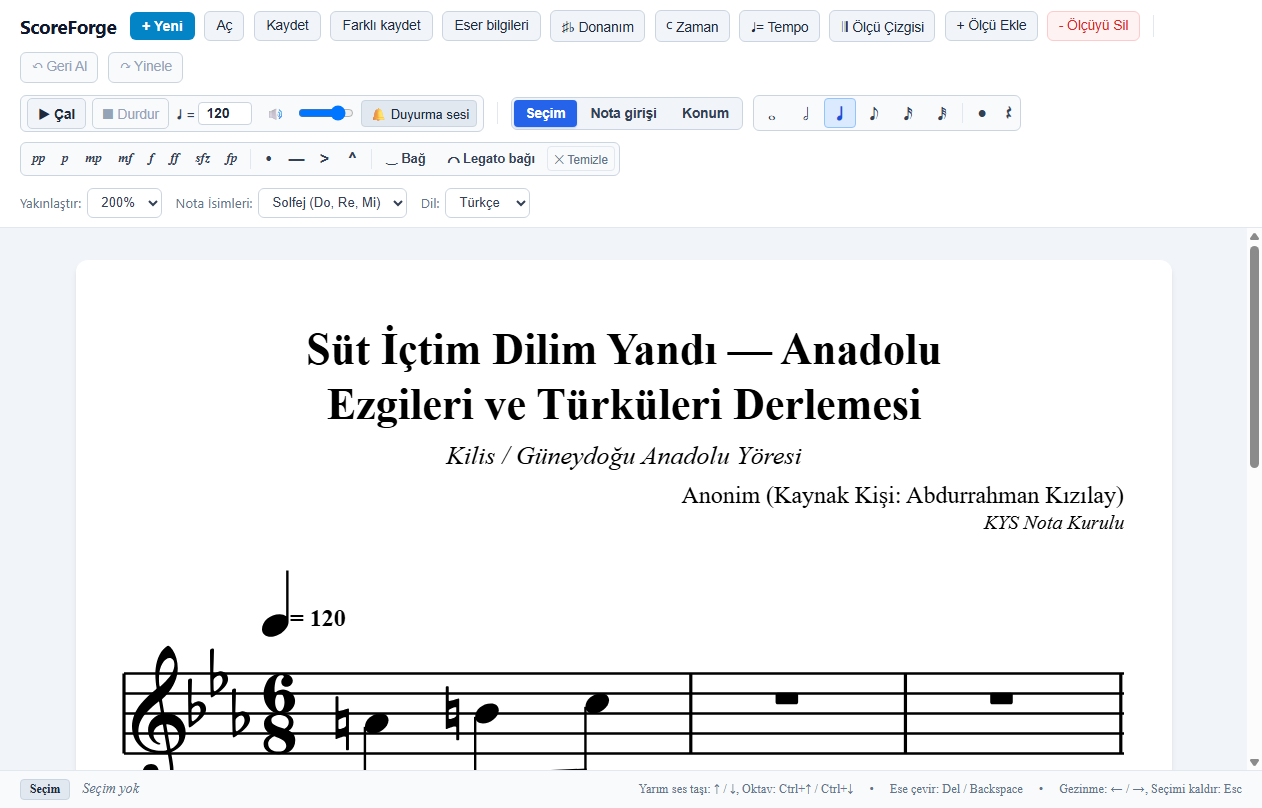 ScoreForge + Yeni Aç Kaydet Farklı kaydet Eser bilgileri ♯♭ Donanım C Zaman ♩= Tempo Ölçü Çizgisi + Ölçü Ekle - Ölçüyü Sil
↶ Geri Al ↷ Yinele
▶ Çal ■ Durdur ♩ = 120 🔊 🔔 Duyurma sesi Seçim Nota girişi Konum
pp p mp mf f ff sfz fp • — > ^ Bağ Legato bağı × Temizle
Yakınlaştır: 200% Nota İsimleri: Solfej (Do, Re, Mi) Dil: Türkçe
Süt İçtim Dilim Yandı — Anadolu
Ezgileri ve Türküleri Derlemesi
Kilis / Güneydoğu Anadolu Yöresi
Anonim (Kaynak Kişi: Abdurrahman Kızılay)
KYS Nota Kurulu
= 120
6
8
Seçim Seçim yok Yarım ses taşı: ↑ / ↓, Oktav: Ctrl+↑ / Ctrl+↓ • Ese çevir: Del / Backspace • Gezinme: ← / →, Seçimi kaldır: Esc